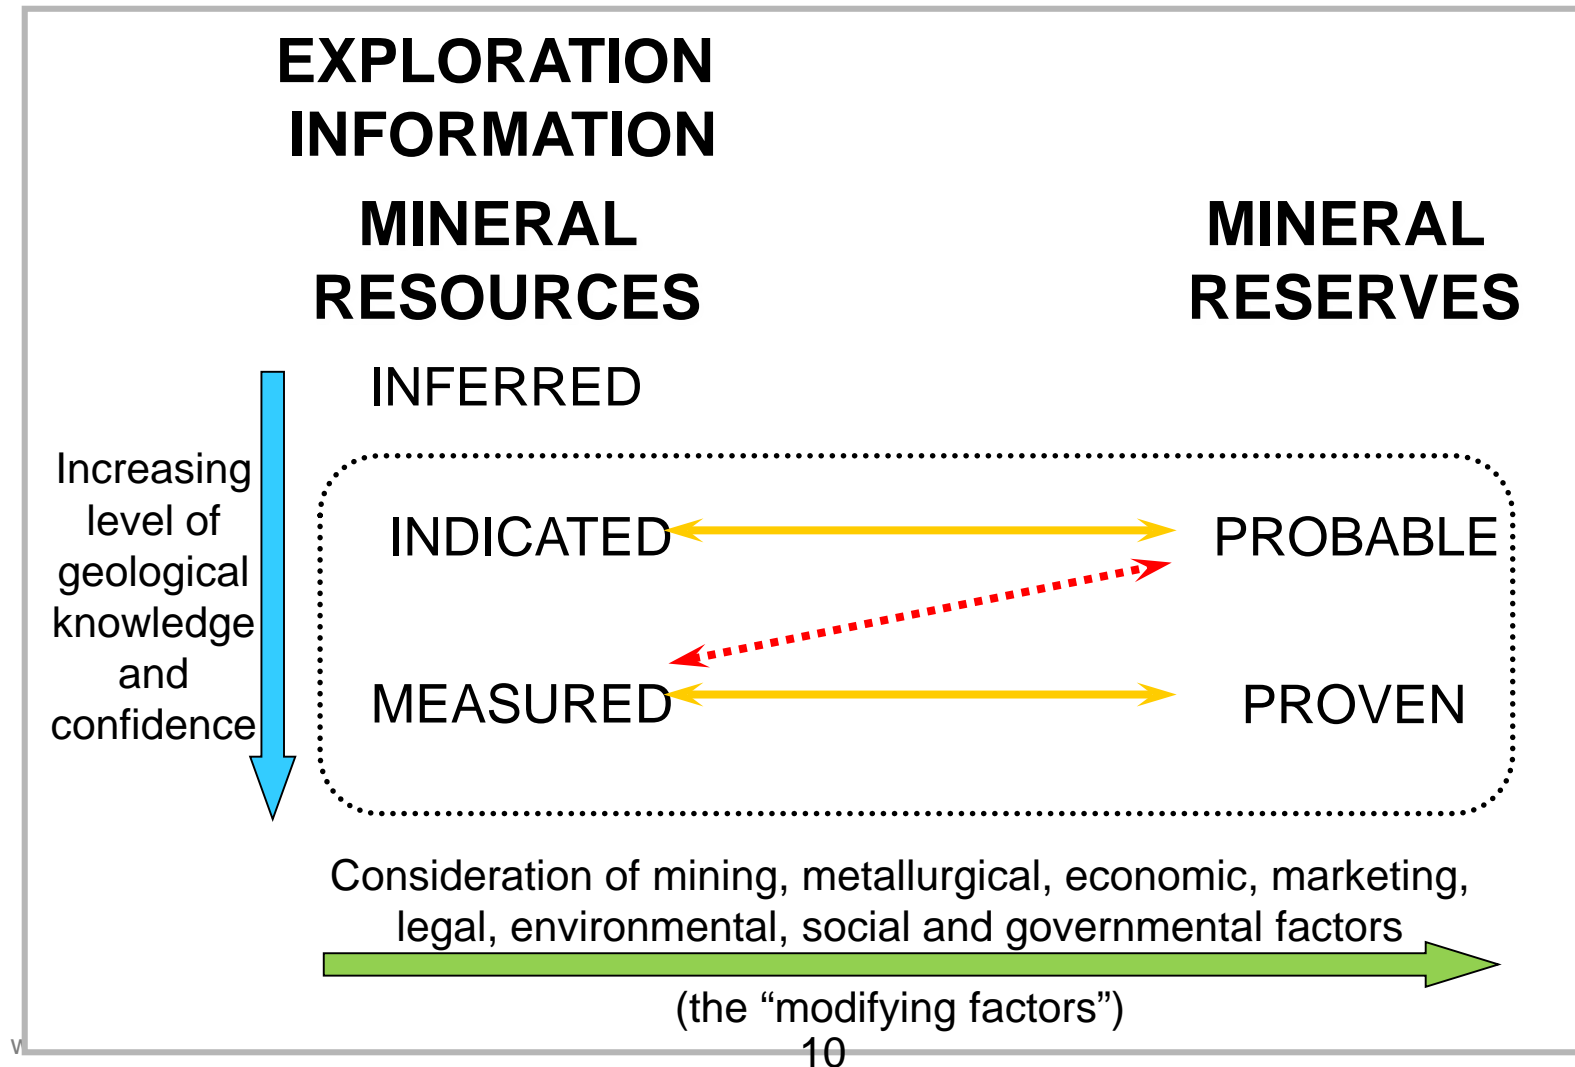 EXPLORATION
INFORMATION
MINERAL
RESOURCES
MINERAL
RESERVES
INFERRED
Increasing
level of
geological
knowledge
and
confidence
INDICATED
PROBABLE
MEASURED
PROVEN
Consideration of mining, metallurgical, economic, marketing,
legal, environmental, social and governmental factors
(the “modifying factors”)
10